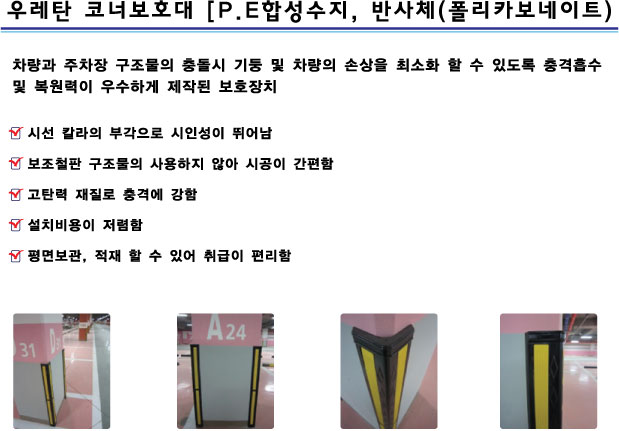 우레탄 코너보호대 [P.E합성수지, 반사체(폴리카보네이트)
차량과 주차장 구조물의 충돌시 기둥 및 차량의 손상을 최소화 할 수 있도록 충격흡수
및 복원력이 우수하게 제작된 보호장치
시선 칼라의 부각으로 시인성이 뛰어남
보조철판 구조물의 사용하지 않아 시공이 간편함
고탄력 재질로 충격에 강함
설치비용이 저렴함
평면보관, 적재 할 수 있어 취급이 편리함
31
A24